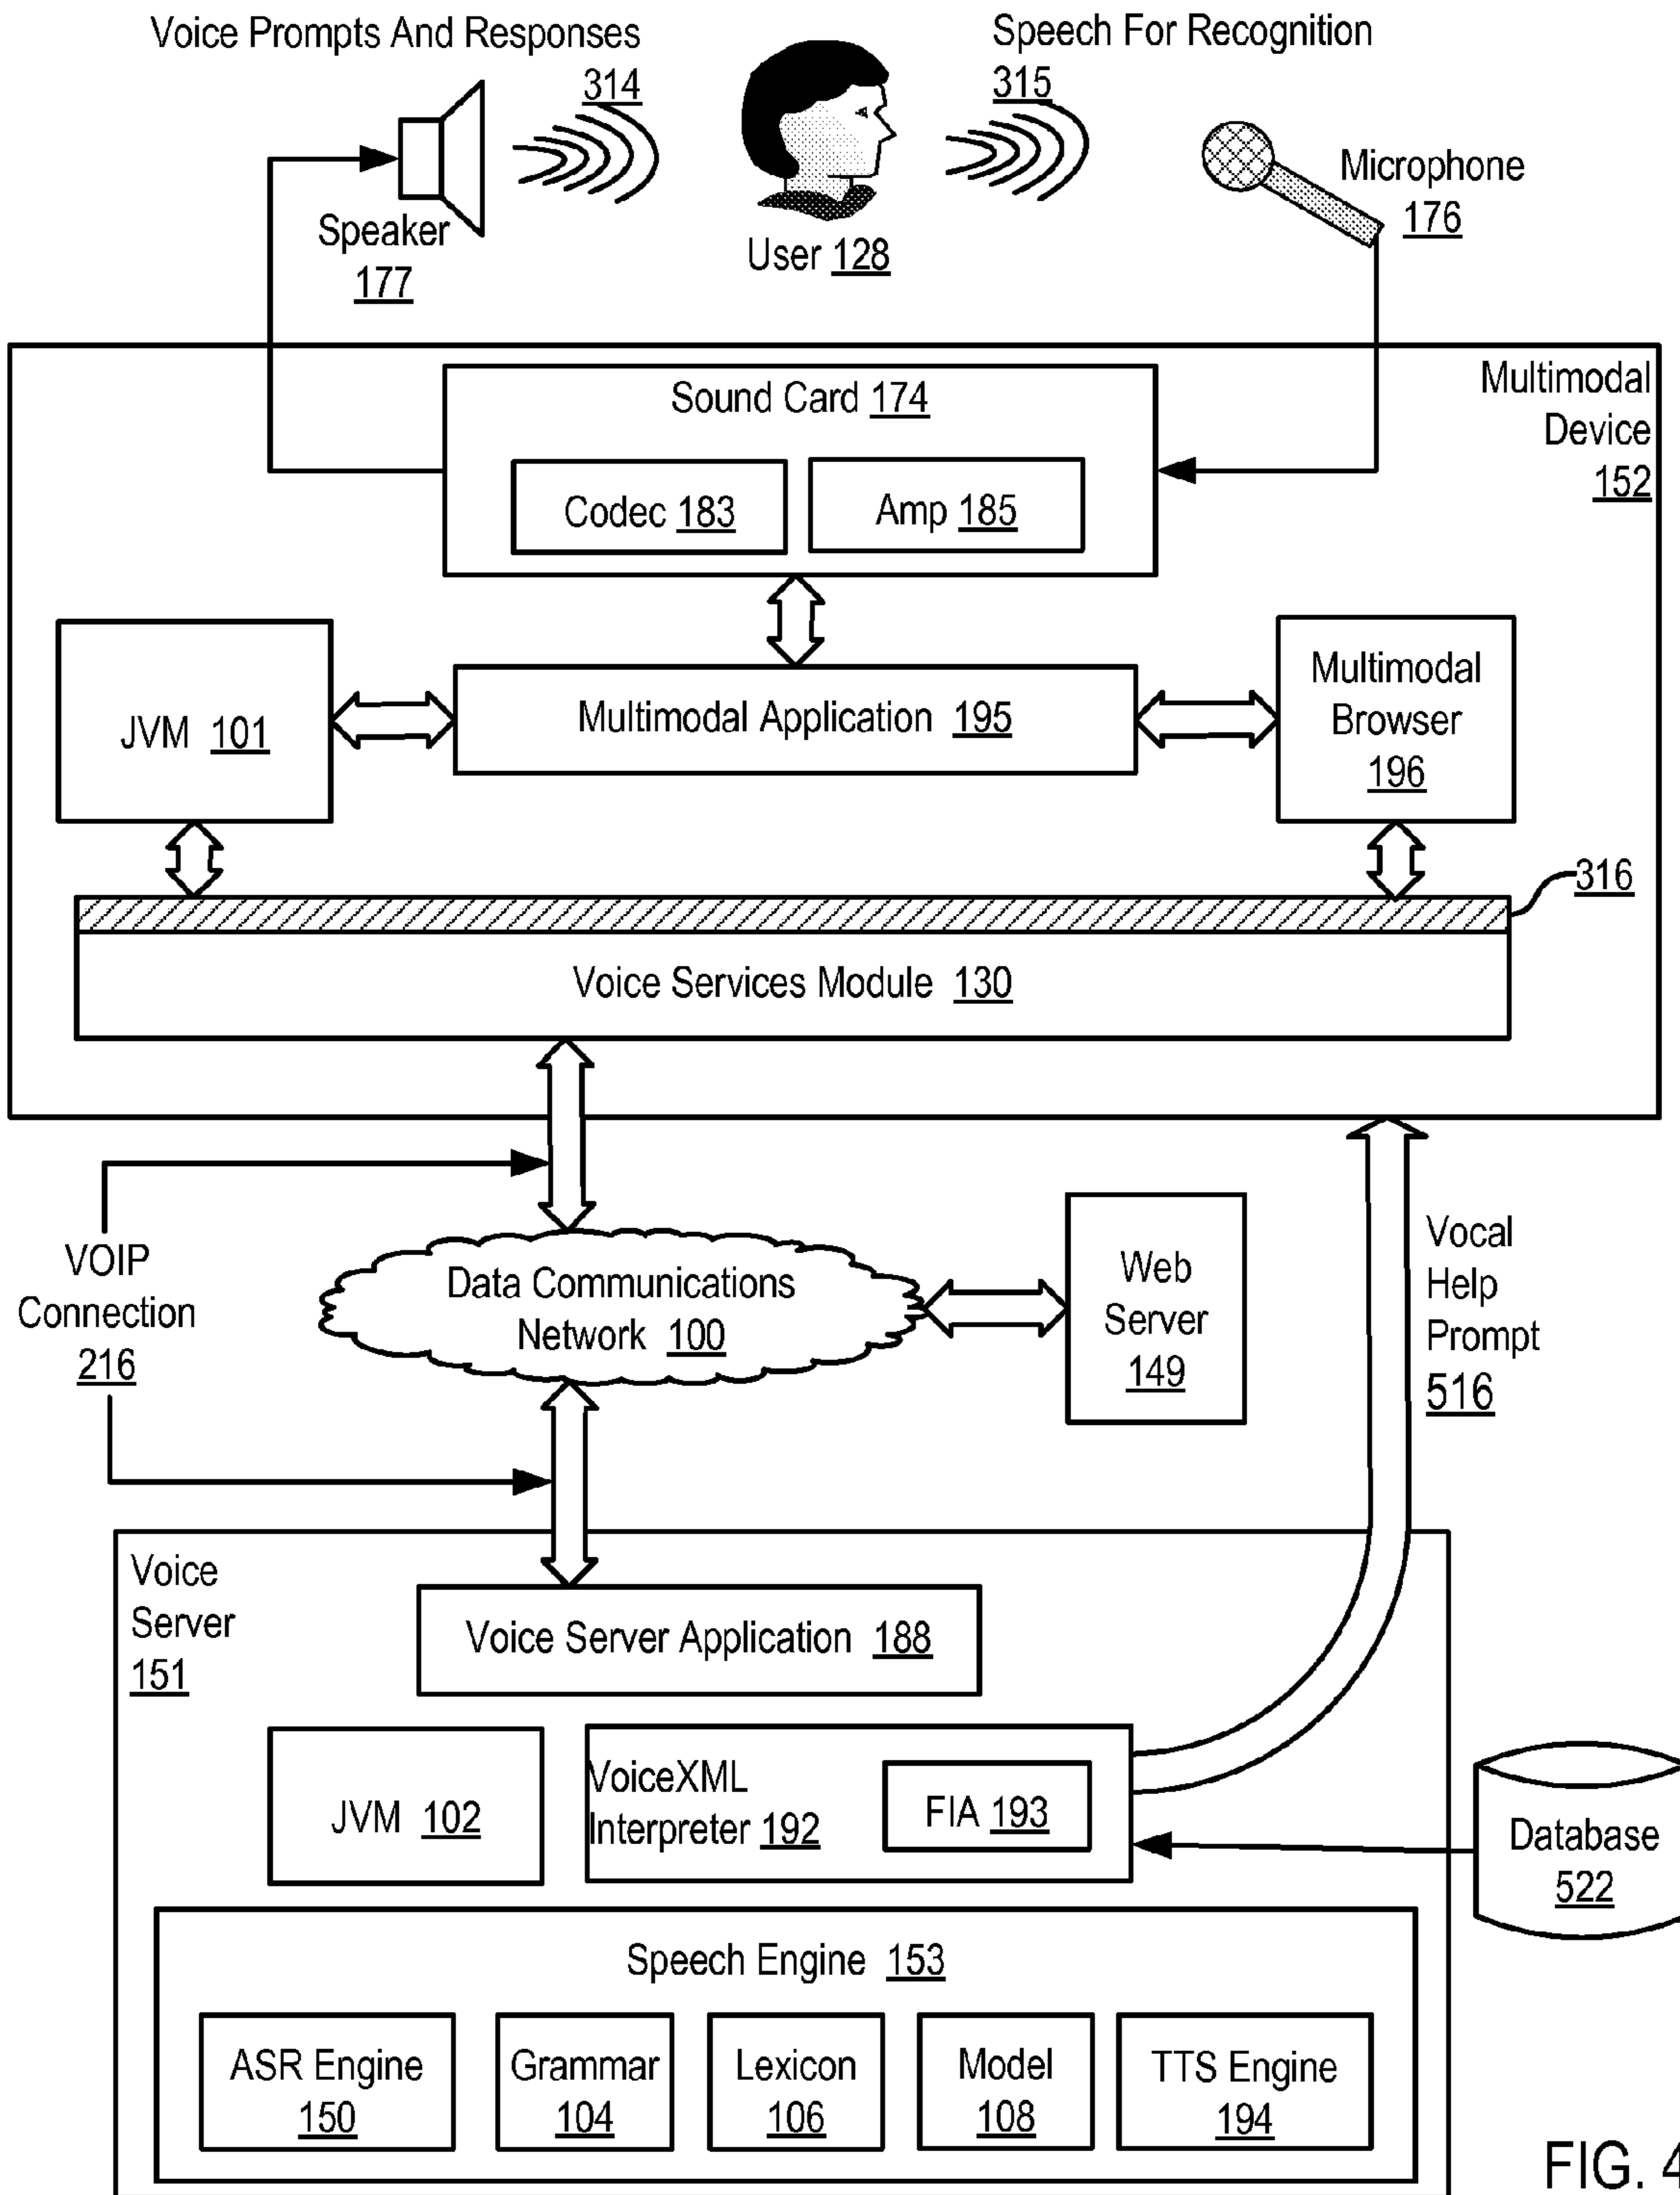 Voice Prompts And Responses
314
Speech For Recognition
315
Speaker
177
User 128
Microphone
176
Multimodal
Device
152
Sound Card 174
Codec 183
Amp 185
JVM 101
Multimodal Application 195
Multimodal
Browser
196
316
Voice Services Module 130
VOIP
Connection
216
Data Communications
Network 100
Web
Server
149
Vocal
Help
Prompt
516
Voice
Server
151
Voice Server Application 188
JVM 102
VoiceXML
Interpreter 192
FIA 193
Database
522
Speech Engine 153
ASR Engine
150
Grammar
104
Lexicon
106
Model
108
TTS Engine
194
FIG. 4